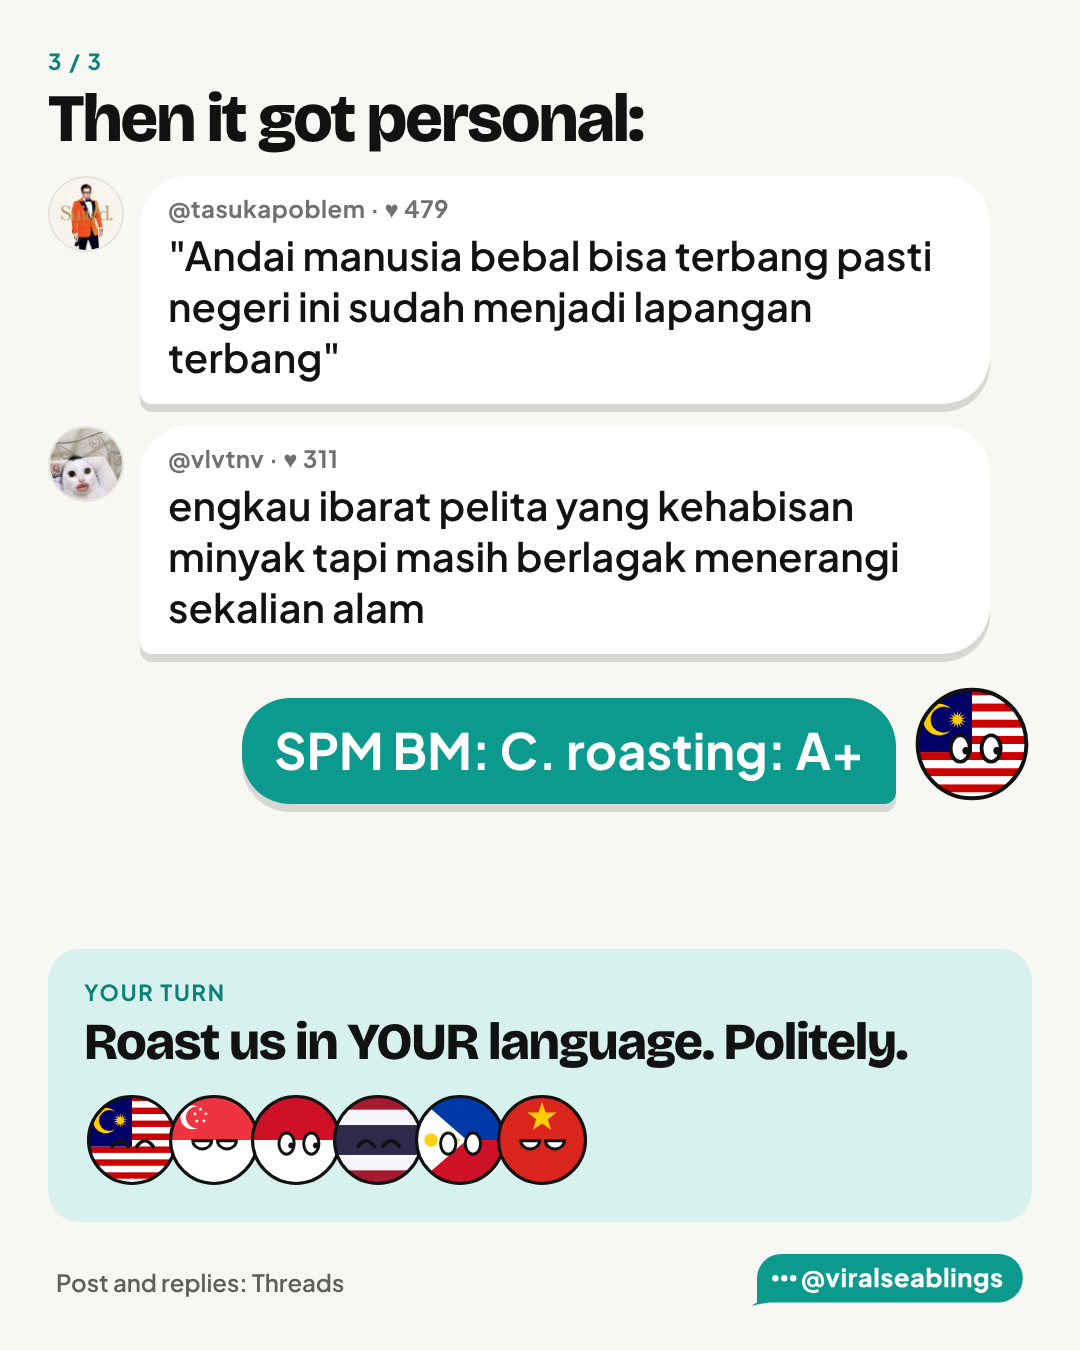 3 / 3
Then it got personal:
@tasukapoblem · ♥ 479
"Andai manusia bebal bisa terbang pasti
negeri ini sudah menjadi lapangan
terbang"
@vlvtnv · ♥ 311
engkau ibarat pelita yang kehabisan
minyak tapi masih berlagak menerangi
sekalian alam
SPM BM: C. roasting: A+
YOUR TURN
Roast us in YOUR language. Politely.
Post and replies: Threads
@viralseablings